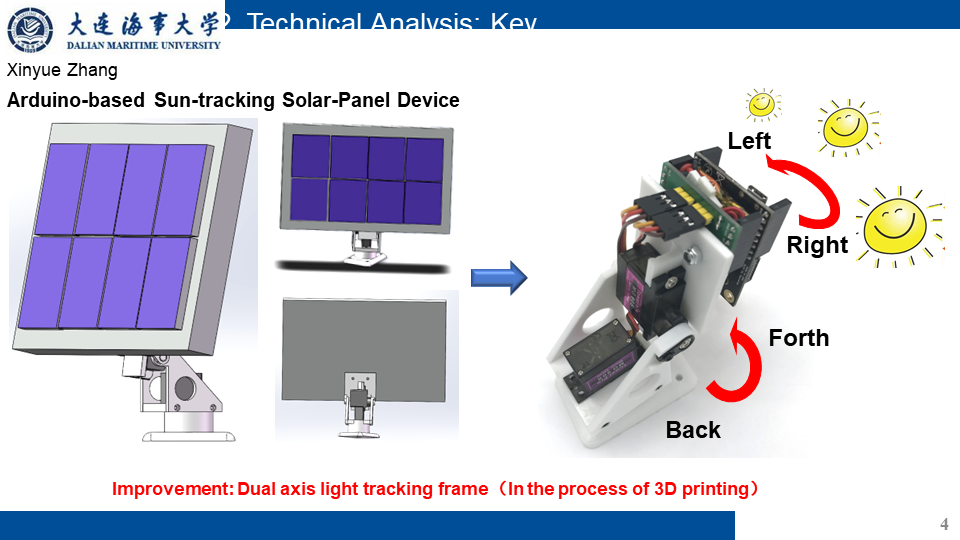 2 Technical Analysis: Key
大连海事大学
DALIAN MARITIME UNIVERSITY
Xinyue Zhang
Arduino-based Sun-tracking Solar-Panel Device
Left
Right
Forth
Back
Improvement: Dual axis light tracking frame（In the process of 3D printing）
4